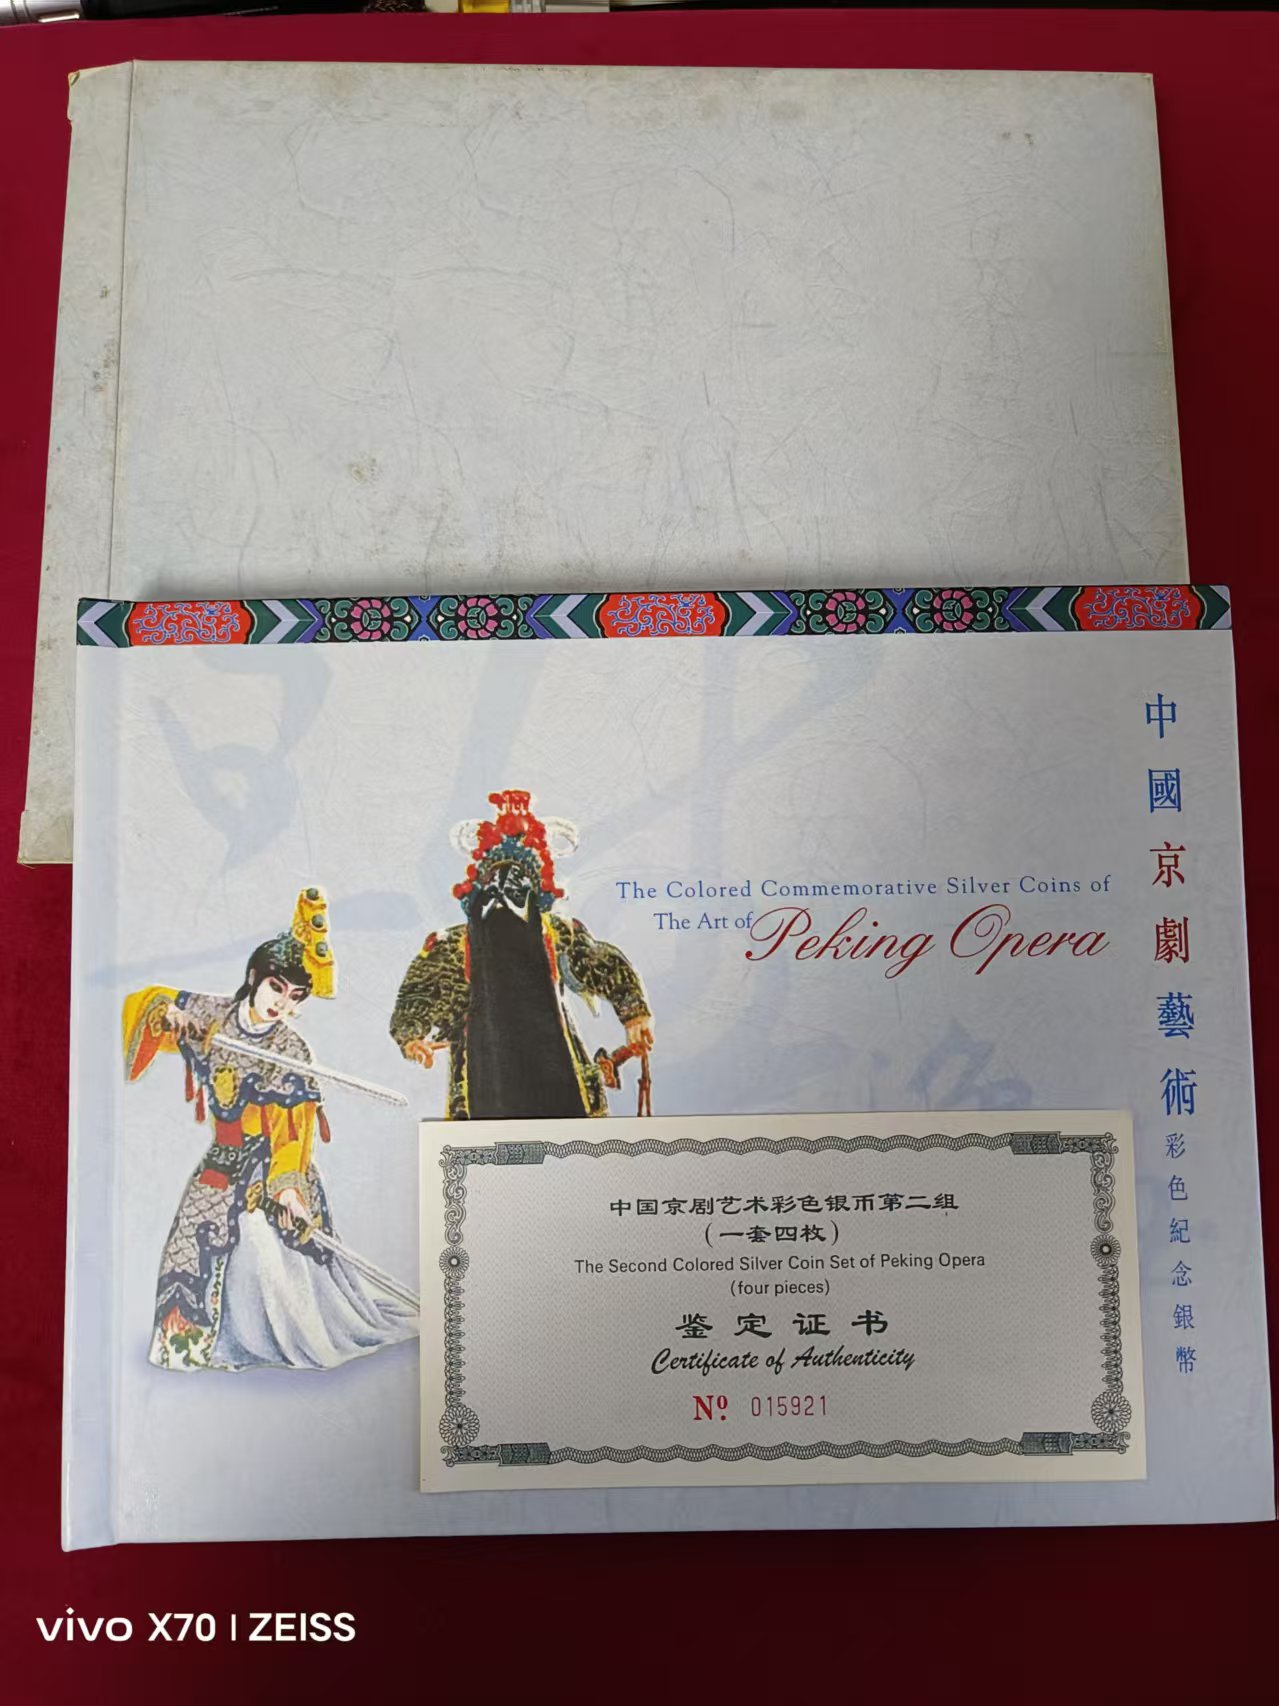 The Colored Commemorative Silver Coins of
The Art of Peking Opera
中國京劇藝術彩色紀念銀幣
中国京剧艺术彩色银币第二组
(一套四枚)
The Second Colored Silver Coin Set of Peking Opera
(four pieces)
鉴定证书
Certificate of Authenticity
Nº. 015921
vivo X70 | ZEISS